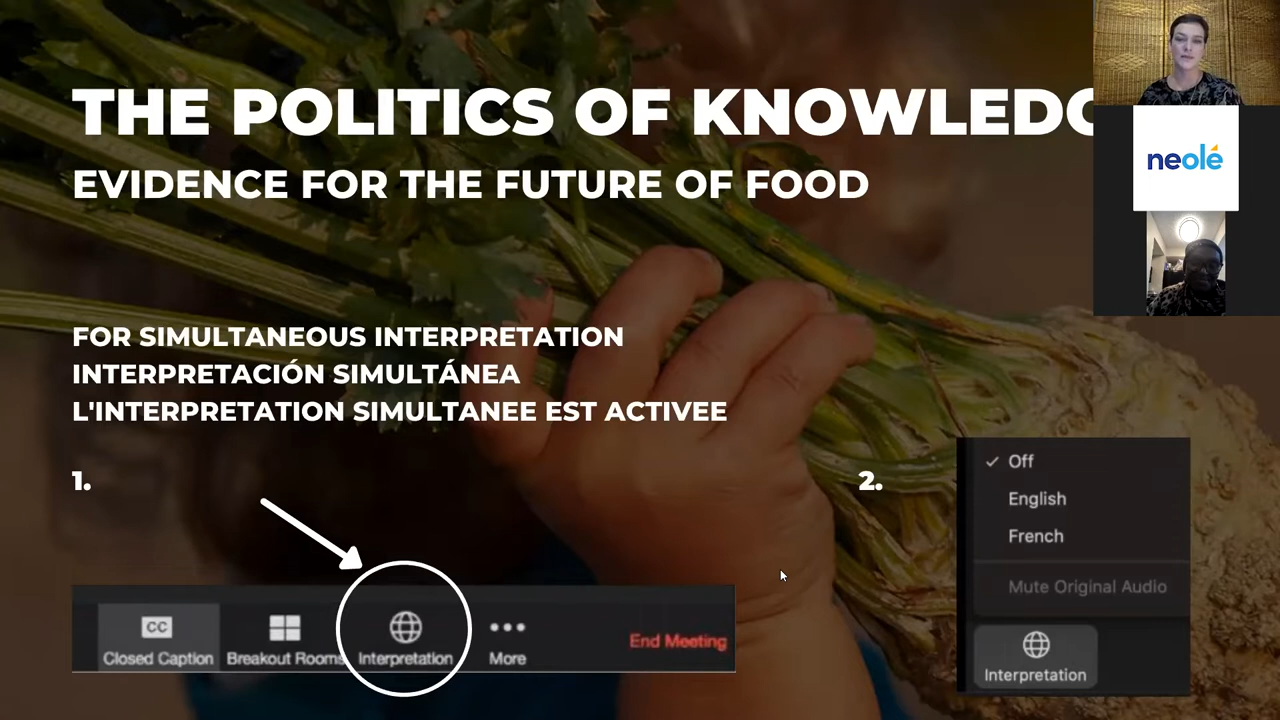 THE POLITICS OF KNOWLEDG
EVIDENCE FOR THE FUTURE OF FOOD
neolé
FOR SIMULTANEOUS INTERPRETATION
INTERPRETACIÓN SIMULTÁNEA
L'INTERPRETATION SIMULTANEE EST ACTIVEE
1.
2.
Off
English
French
Mute Original Audio
Interpretation
CC
Closed Caption
Breakout Rooms
Interpretation
More
End Meeting